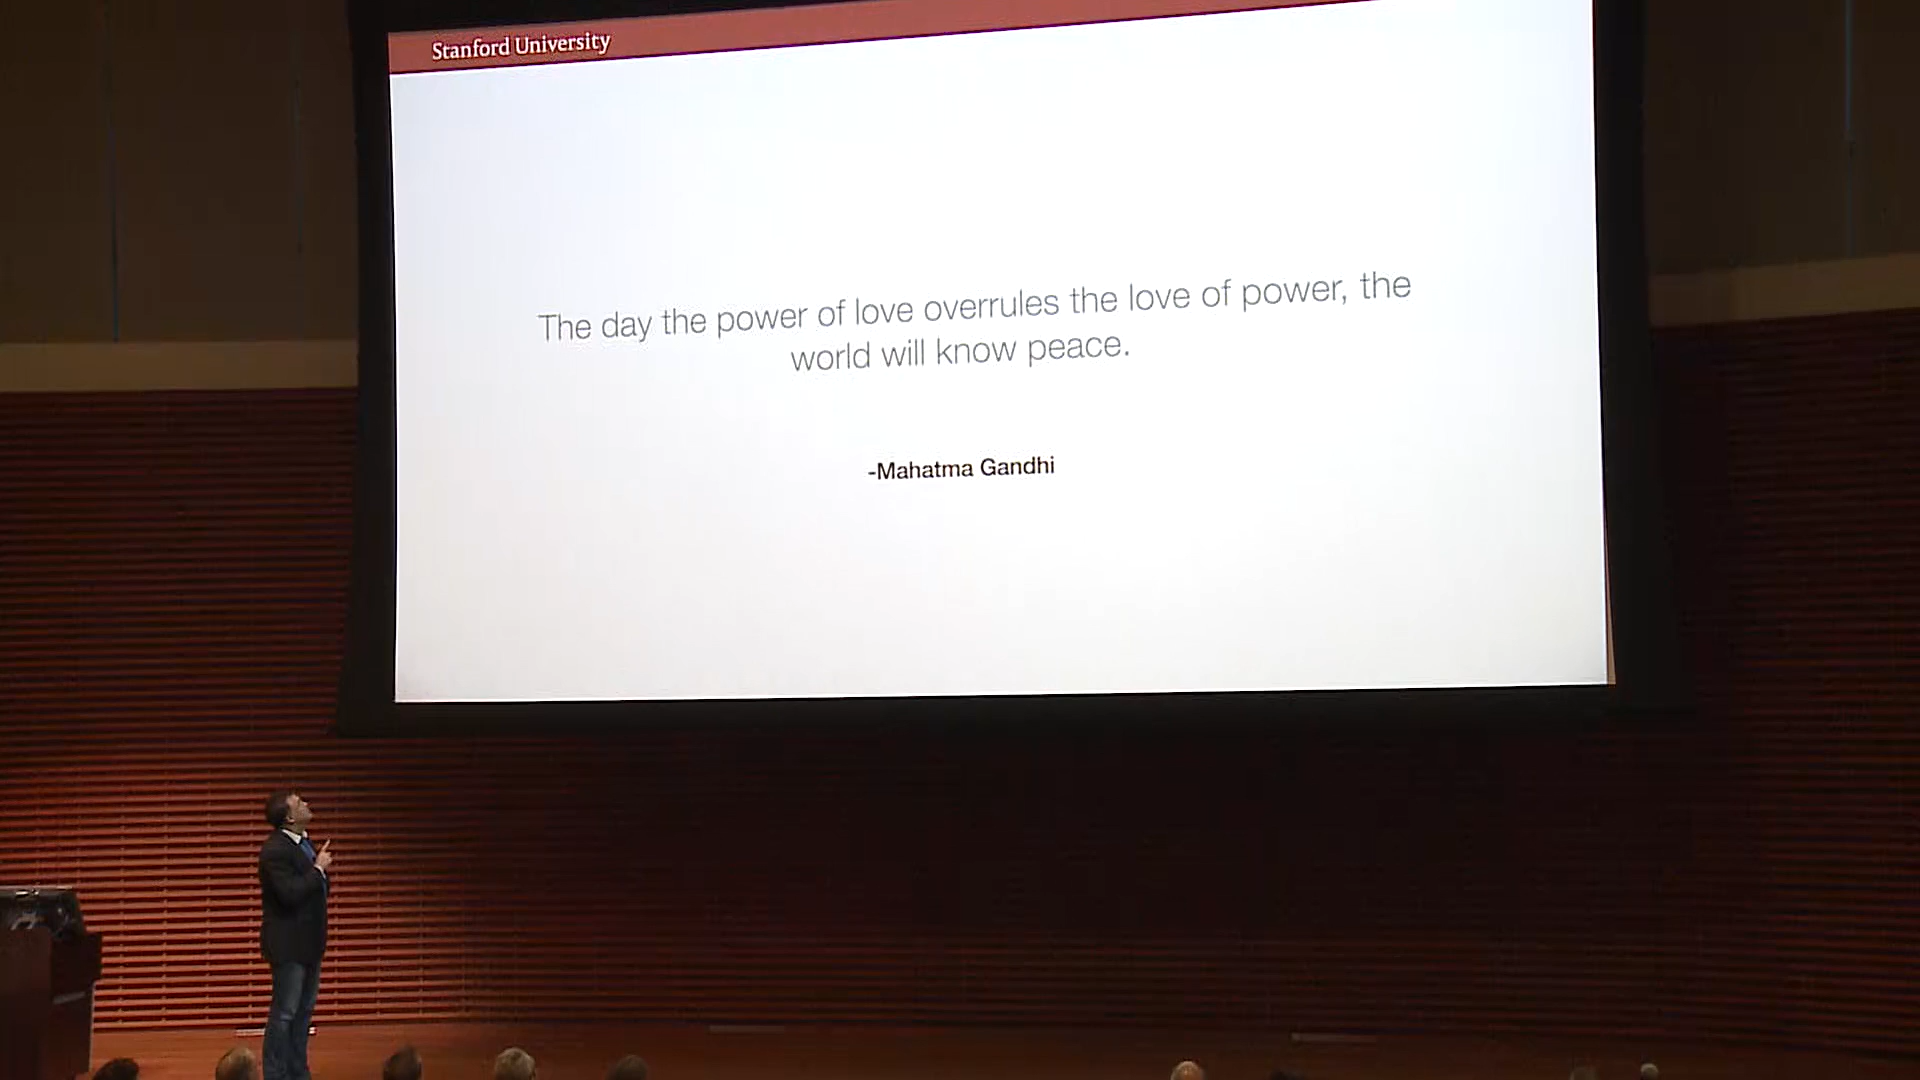 Stanford University
The day the power of love overrules the love of power, the
world will know peace.
-Mahatma Gandhi